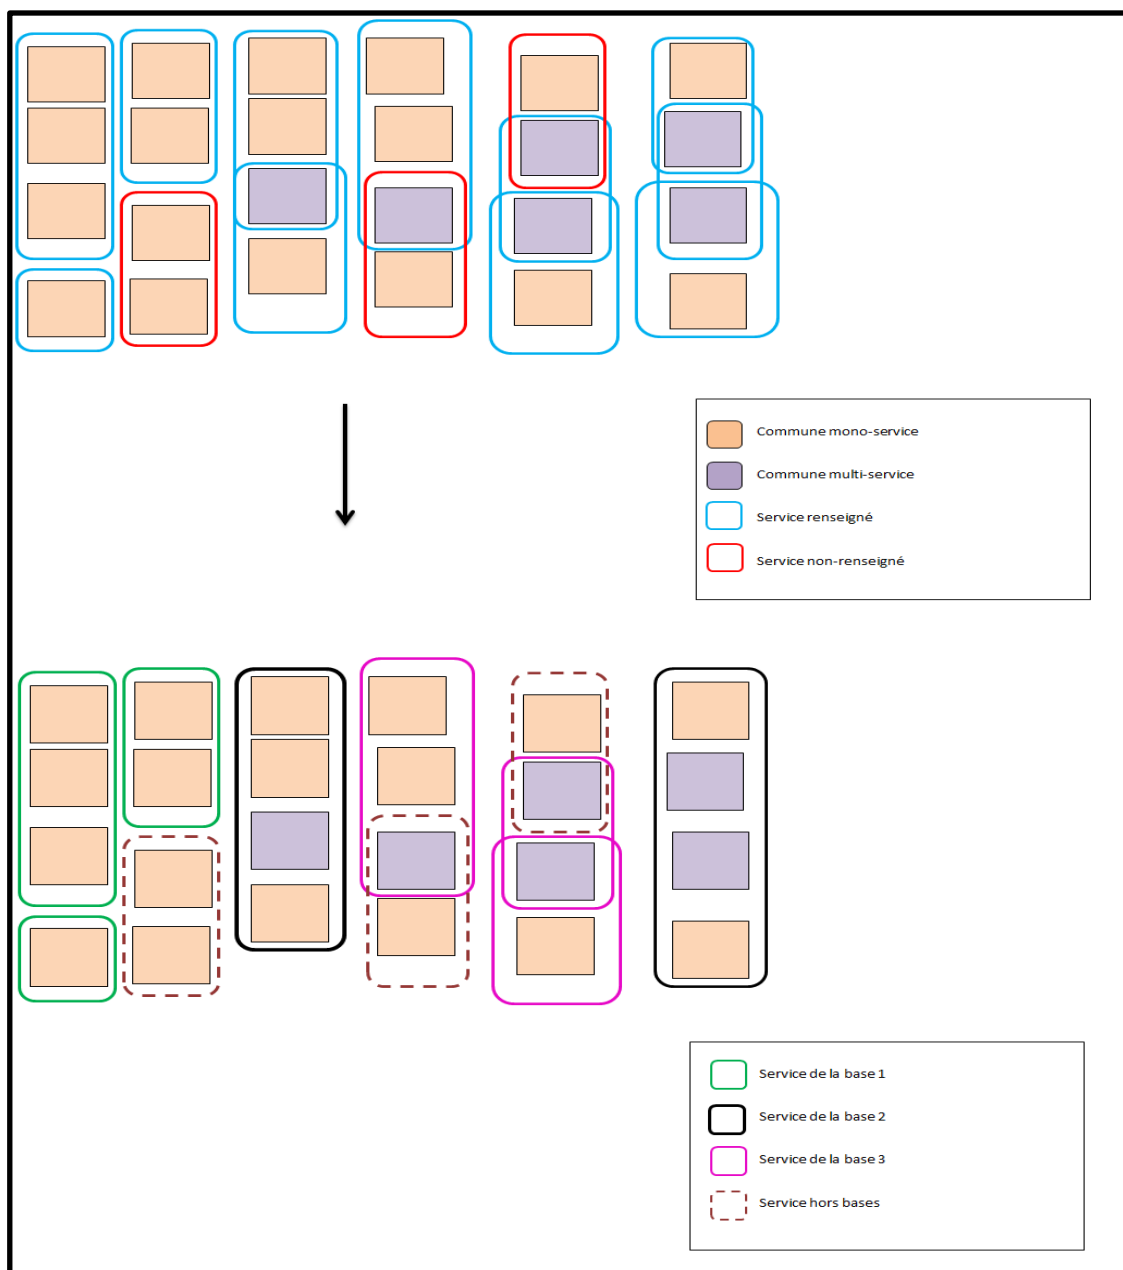 Commune mono-service
Commune multi-service
Service renseigné
Service non-renseigné
Service de la base 1
Service de la base 2
Service de la base 3
Service hors bases